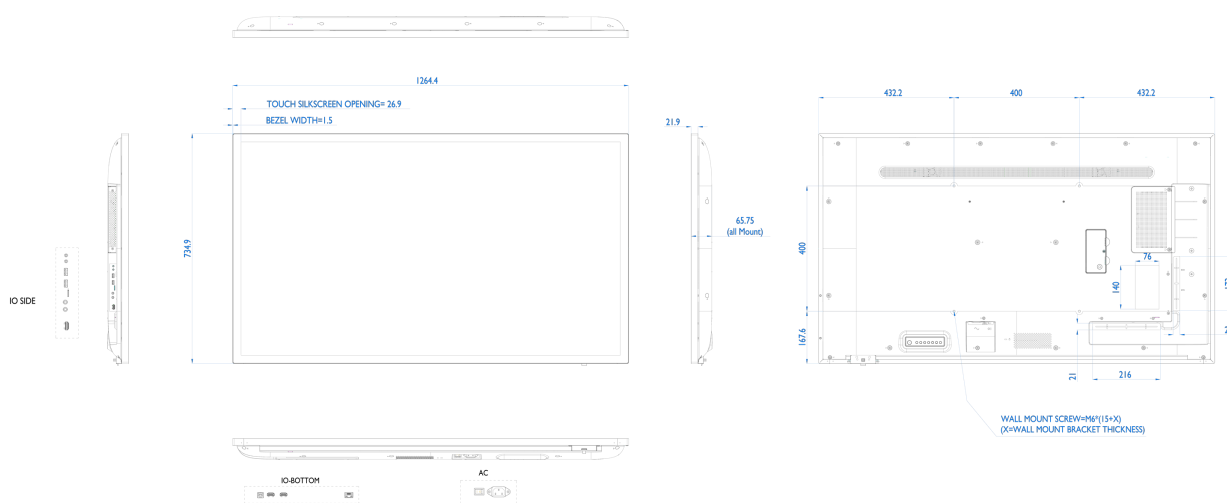 1264.4
TOUCH SILKSCREEN OPENING= 26.9
BEZEL WIDTH=1.5
734.9
21.9
65.75
(all Mount)
432.2
400
432.2
400
167.6
76
140
21
216
WALL MOUNT SCREW=M6*(15+X)
(X=WALL MOUNT BRACKET THICKNESS)
IO SIDE
IO-BOTTOM
AC